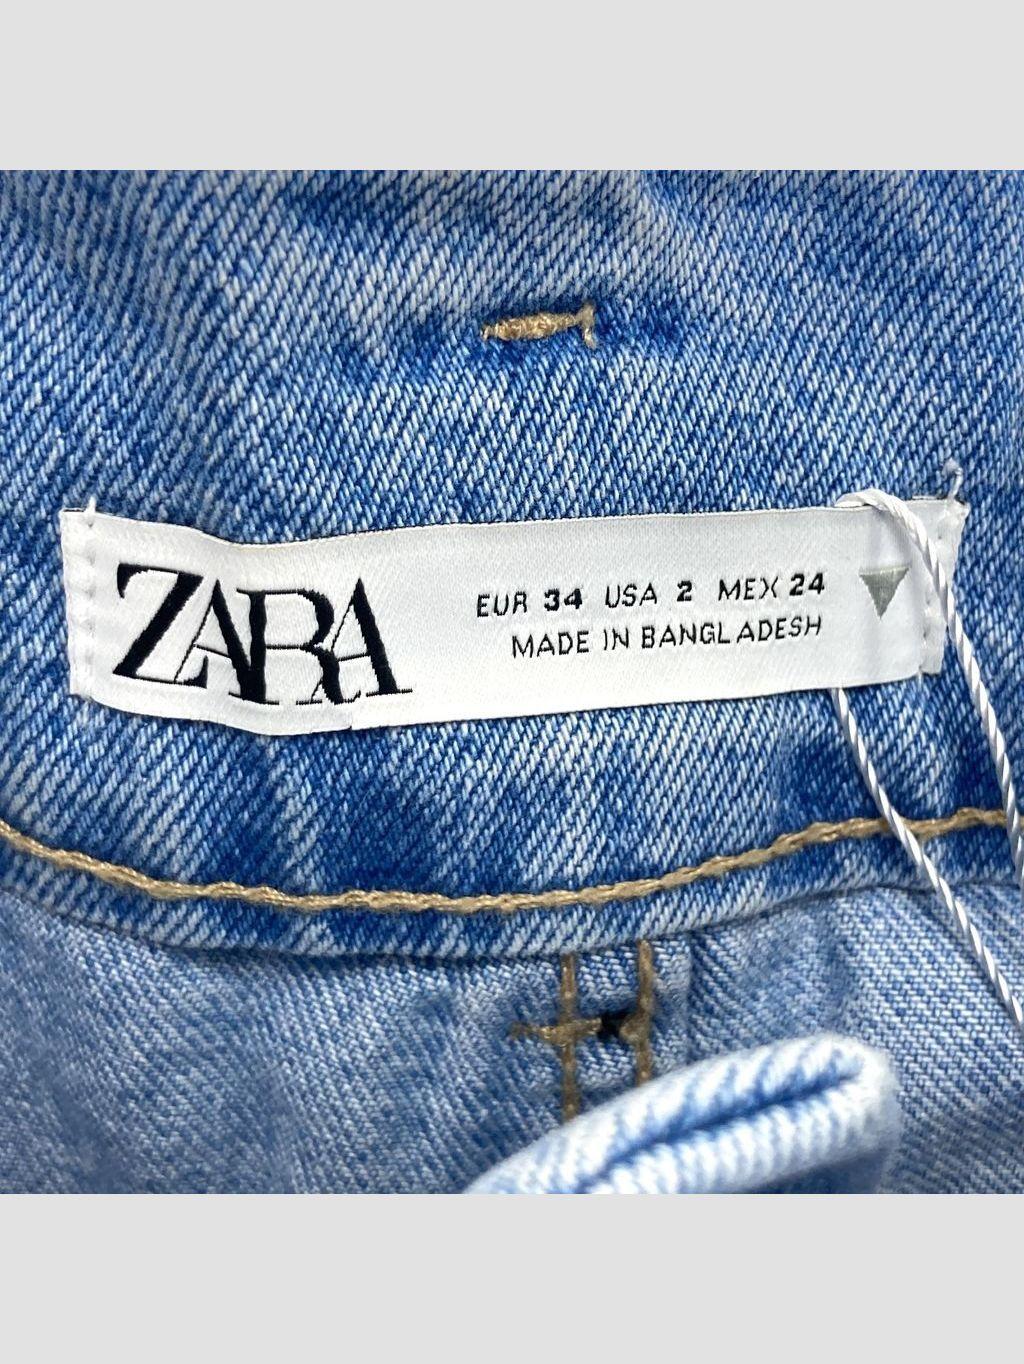 ZARA
EUR 34 USA 2 MEX 24
MADE IN BANGLADESH